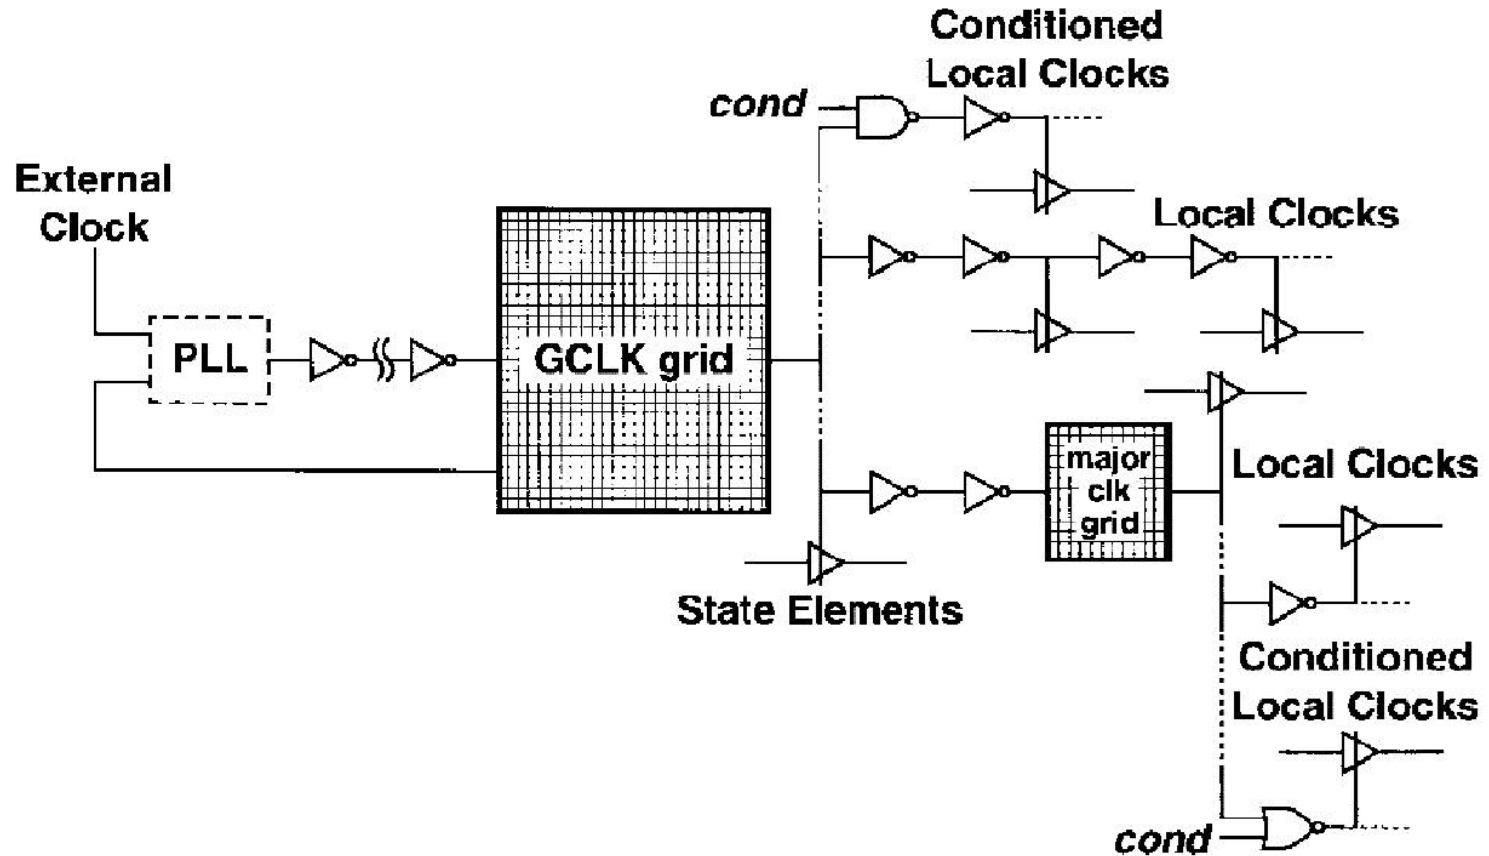 Conditioned
Local Clocks
cond
External
Clock
Local Clocks
PLL
GCLK grid
major
clk
grid
Local Clocks
State Elements
Conditioned
Local Clocks
cond